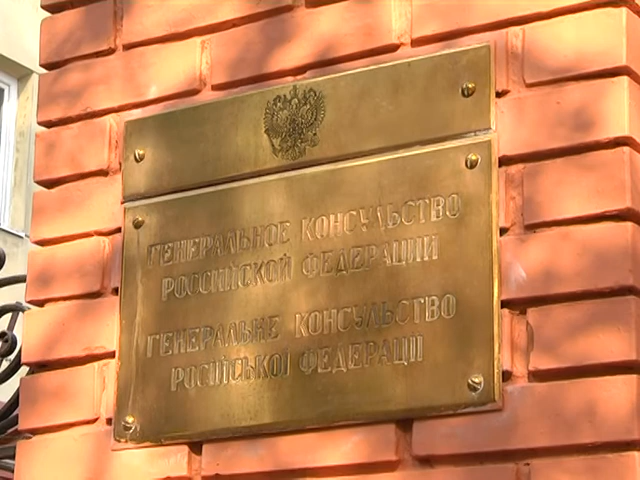 ГЕНЕРАЛЬНОЕ КОНСУЛЬСТВО
РОССИЙСКОЙ ФЕДЕРАЦИИ
ГЕНЕРАЛЬНЕ КОНСУЛЬСТВО
РОСІЙСЬКОЇ ФЕДЕРАЦІЇ